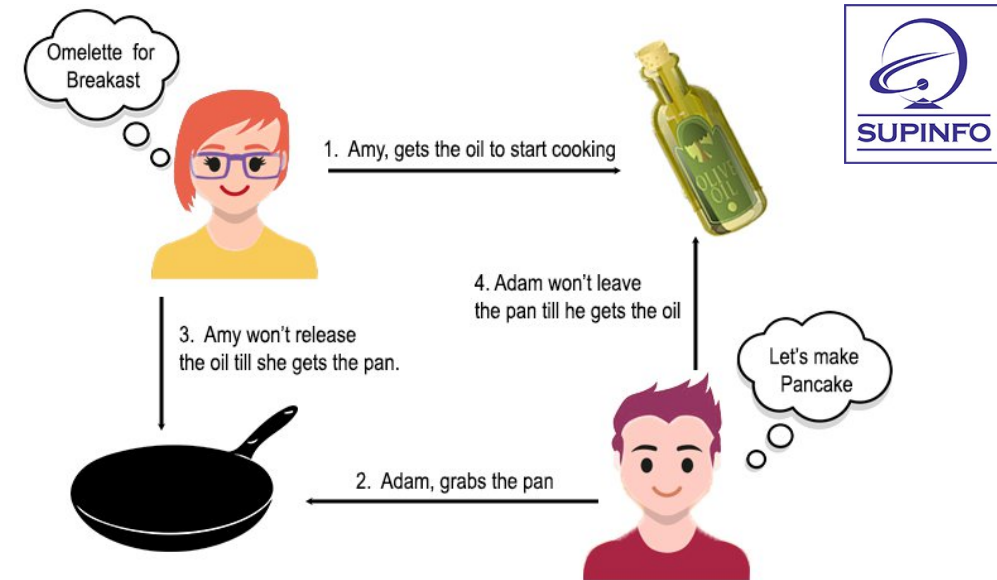 Omelette for
Breakast
1. Amy, gets the oil to start cooking
OLIVE
OIL
SUPINFO
4. Adam won't leave
the pan till he gets the oil
3. Amy won't release
the oil till she gets the pan.
Let's make
Pancake
2. Adam, grabs the pan